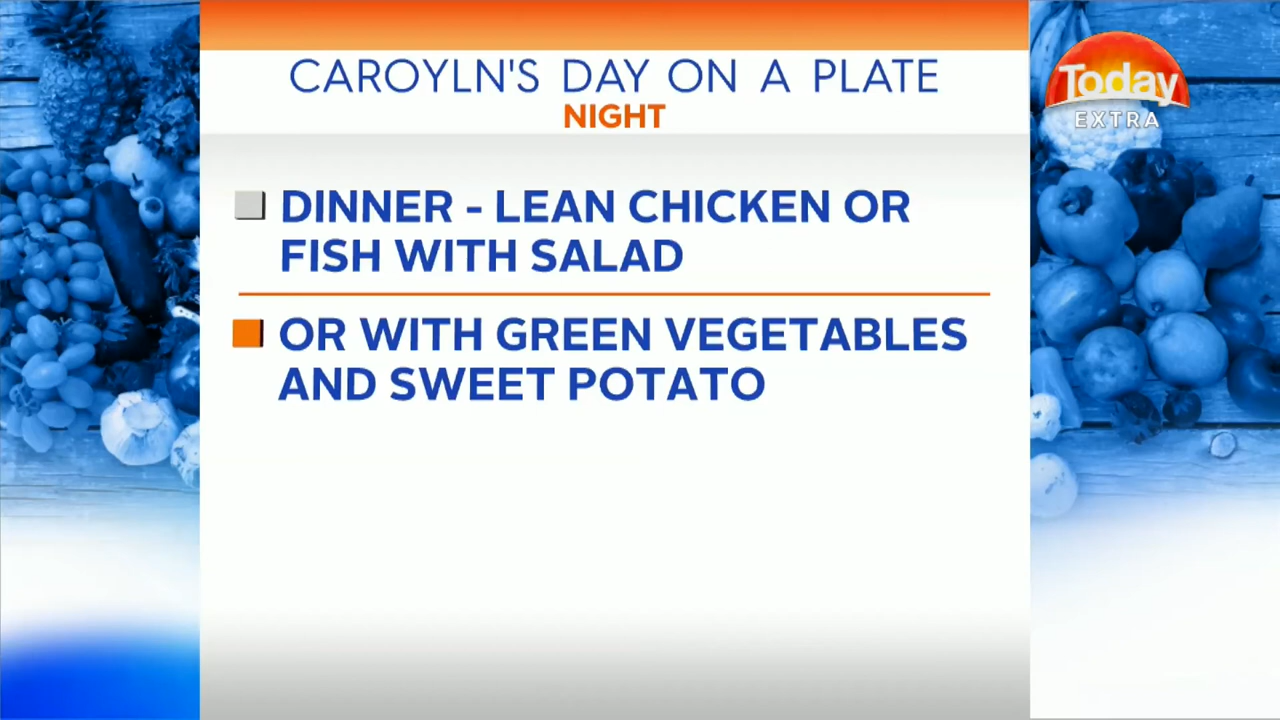 CAROYLN'S DAY ON A PLATE
NIGHT
Today
EXTRA
DINNER - LEAN CHICKEN OR
FISH WITH SALAD
OR WITH GREEN VEGETABLES
AND SWEET POTATO